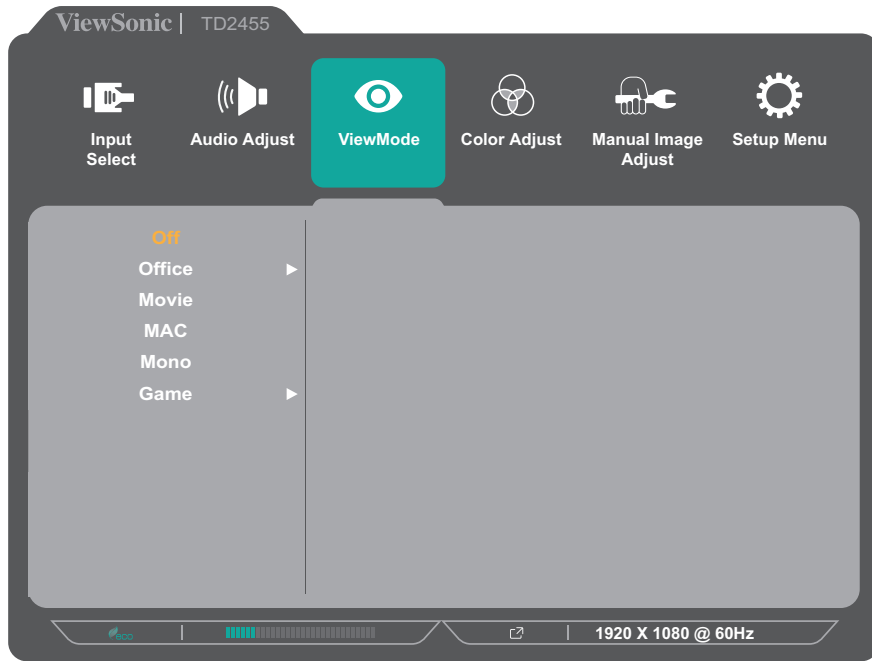 ViewSonic | TD2455
Input Select
Audio Adjust
ViewMode
Color Adjust
Manual Image Adjust
Setup Menu
Off
Office
Movie
MAC
Mono
Game
eco
1920 X 1080 @ 60Hz